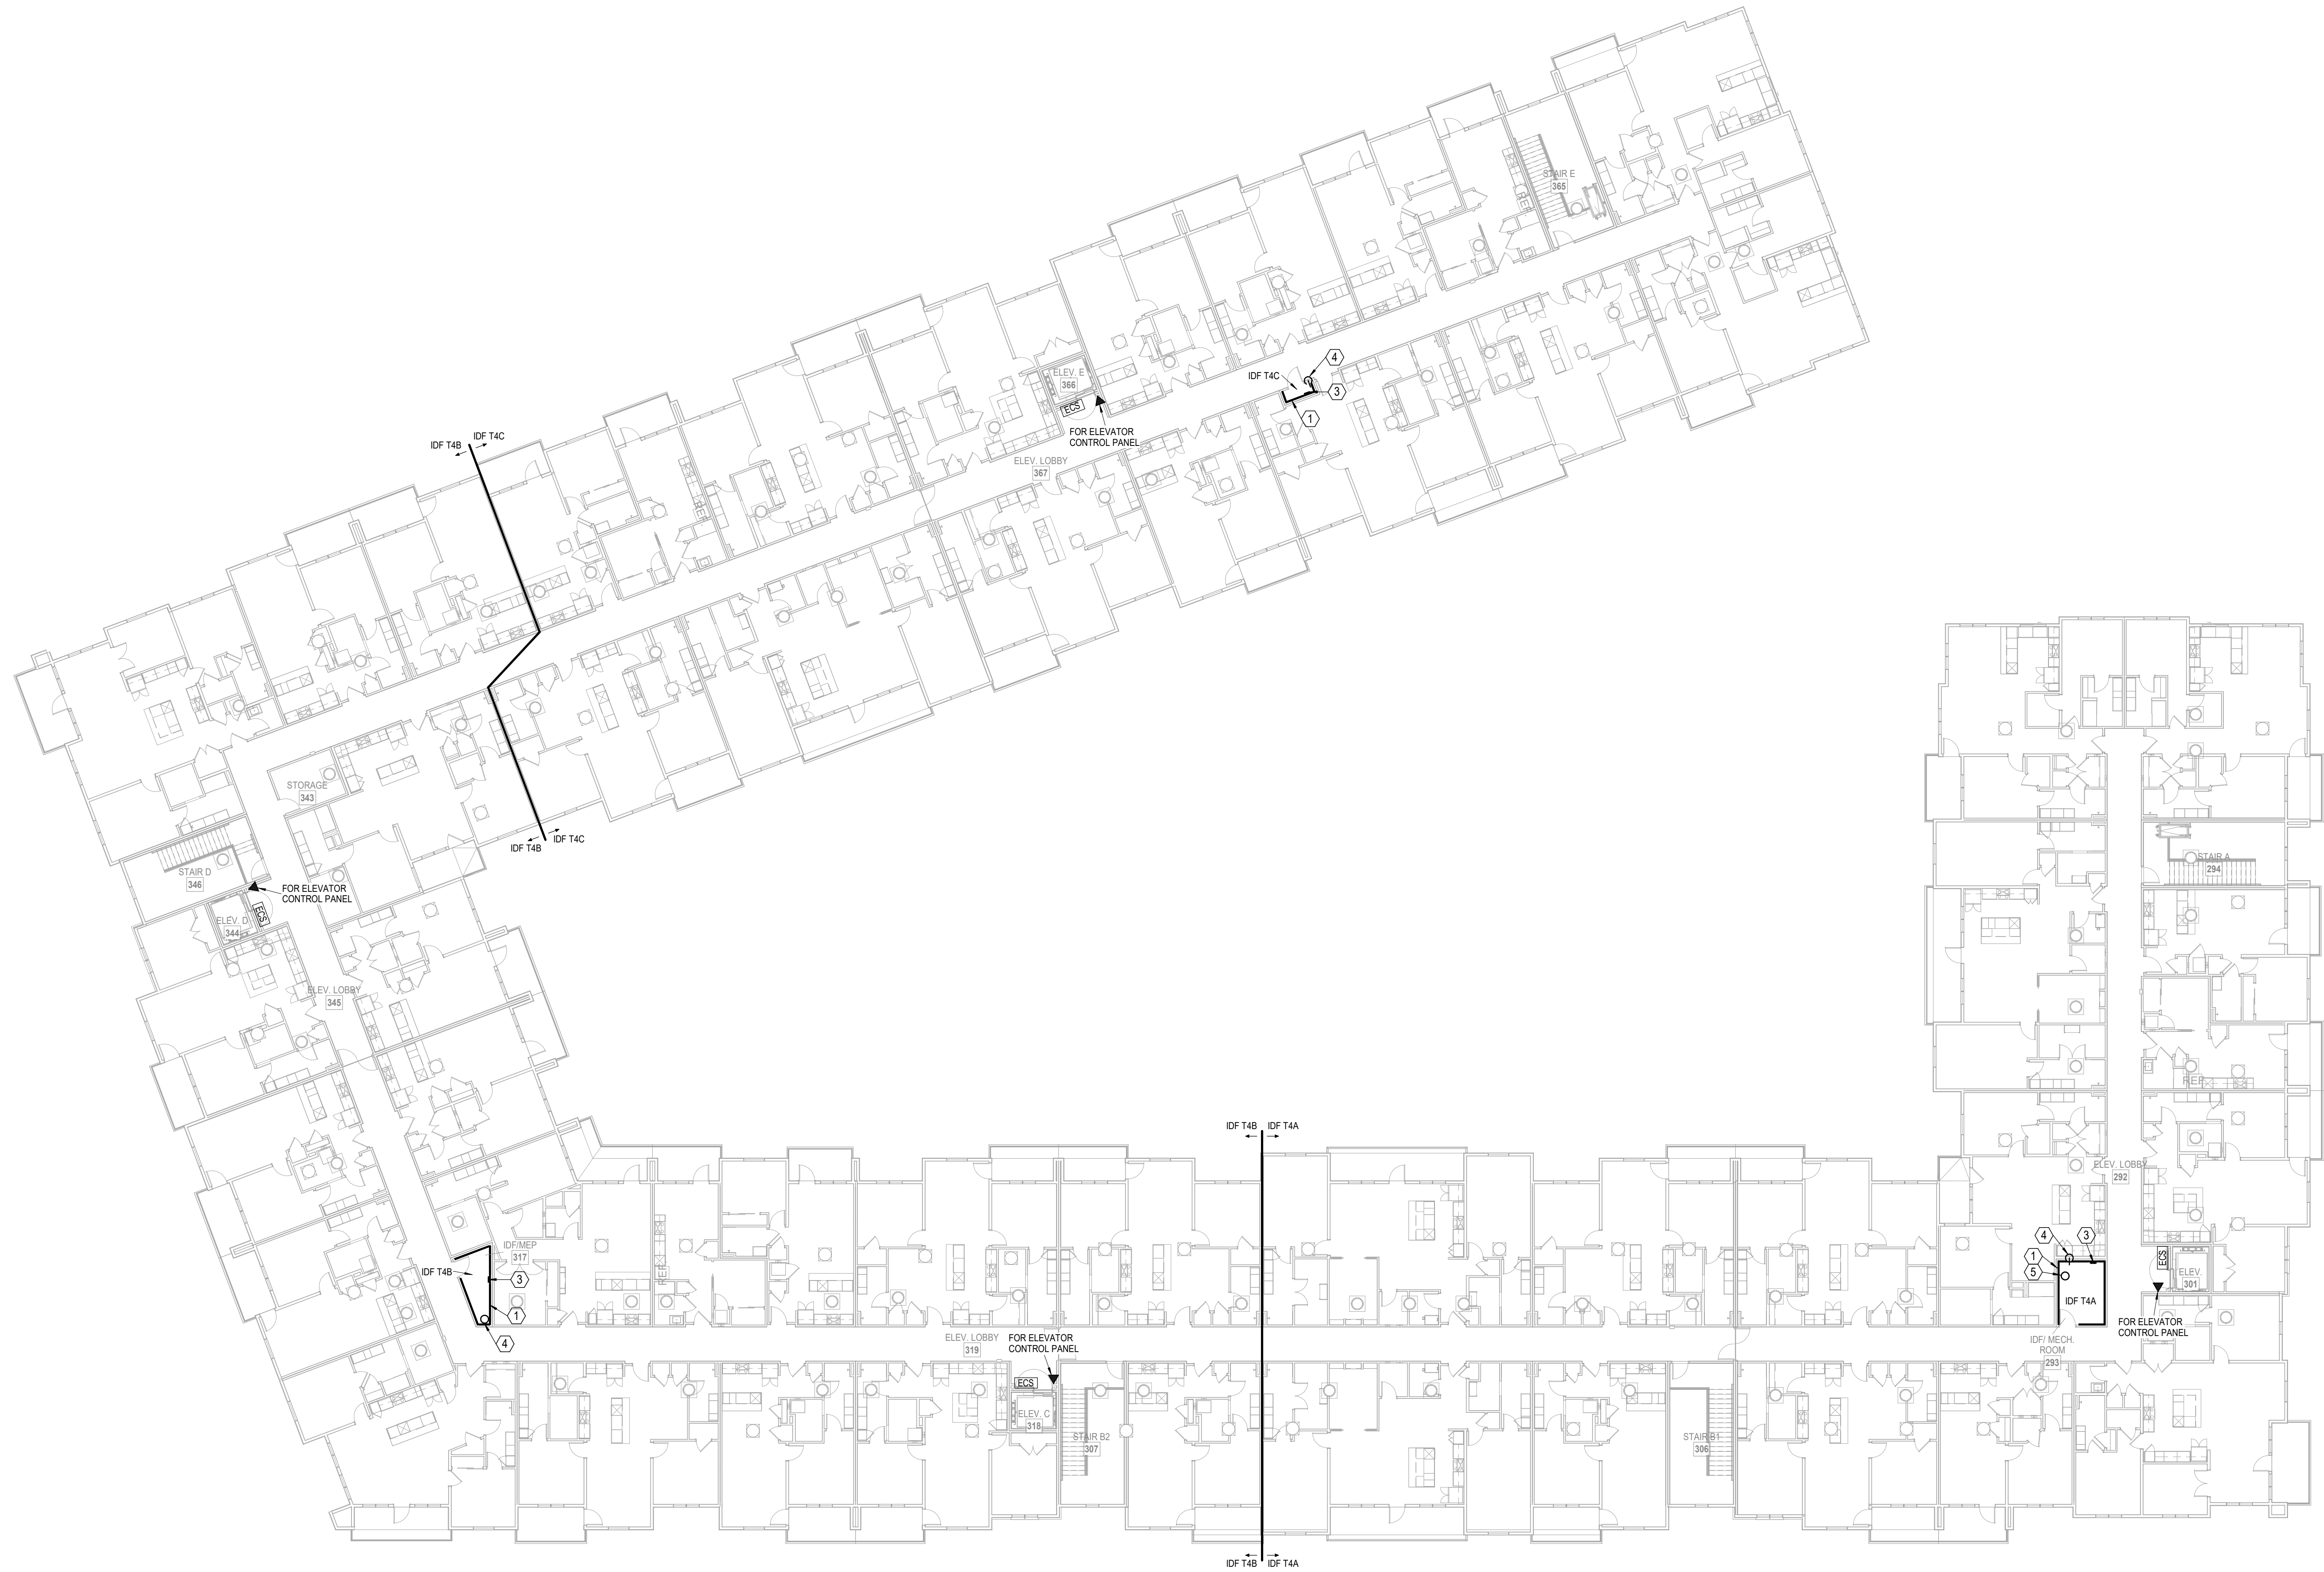 STAIR E
365
REF
4
IDF T4C
3
1
ELEV. E
366
ECS
FOR ELEVATOR
CONTROL PANEL
IDF T4B
IDF T4C
ELEV. LOBBY
367
REF
STORAGE
343
IDF T4C
IDF T4B
STAIR D
346
FOR ELEVATOR
CONTROL PANEL
ECS
ELEV. D
344
ELEV. LOBBY
345
STAIR A
294
REF
IDF T4B
IDF T4A
ELEV. LOBBY
292
IDF/MEP
317
IDF T4B
3
1
4
REF
4
3
1
5
IDF T4A
ECS
ELEV.
301
FOR ELEVATOR
CONTROL PANEL
IDF/ MECH.
ROOM
293
ELEV. LOBBY
319
FOR ELEVATOR
CONTROL PANEL
ECS
ELEV. C
318
STAIR B2
307
STAIR B1
306
IDF T4B
IDF T4A